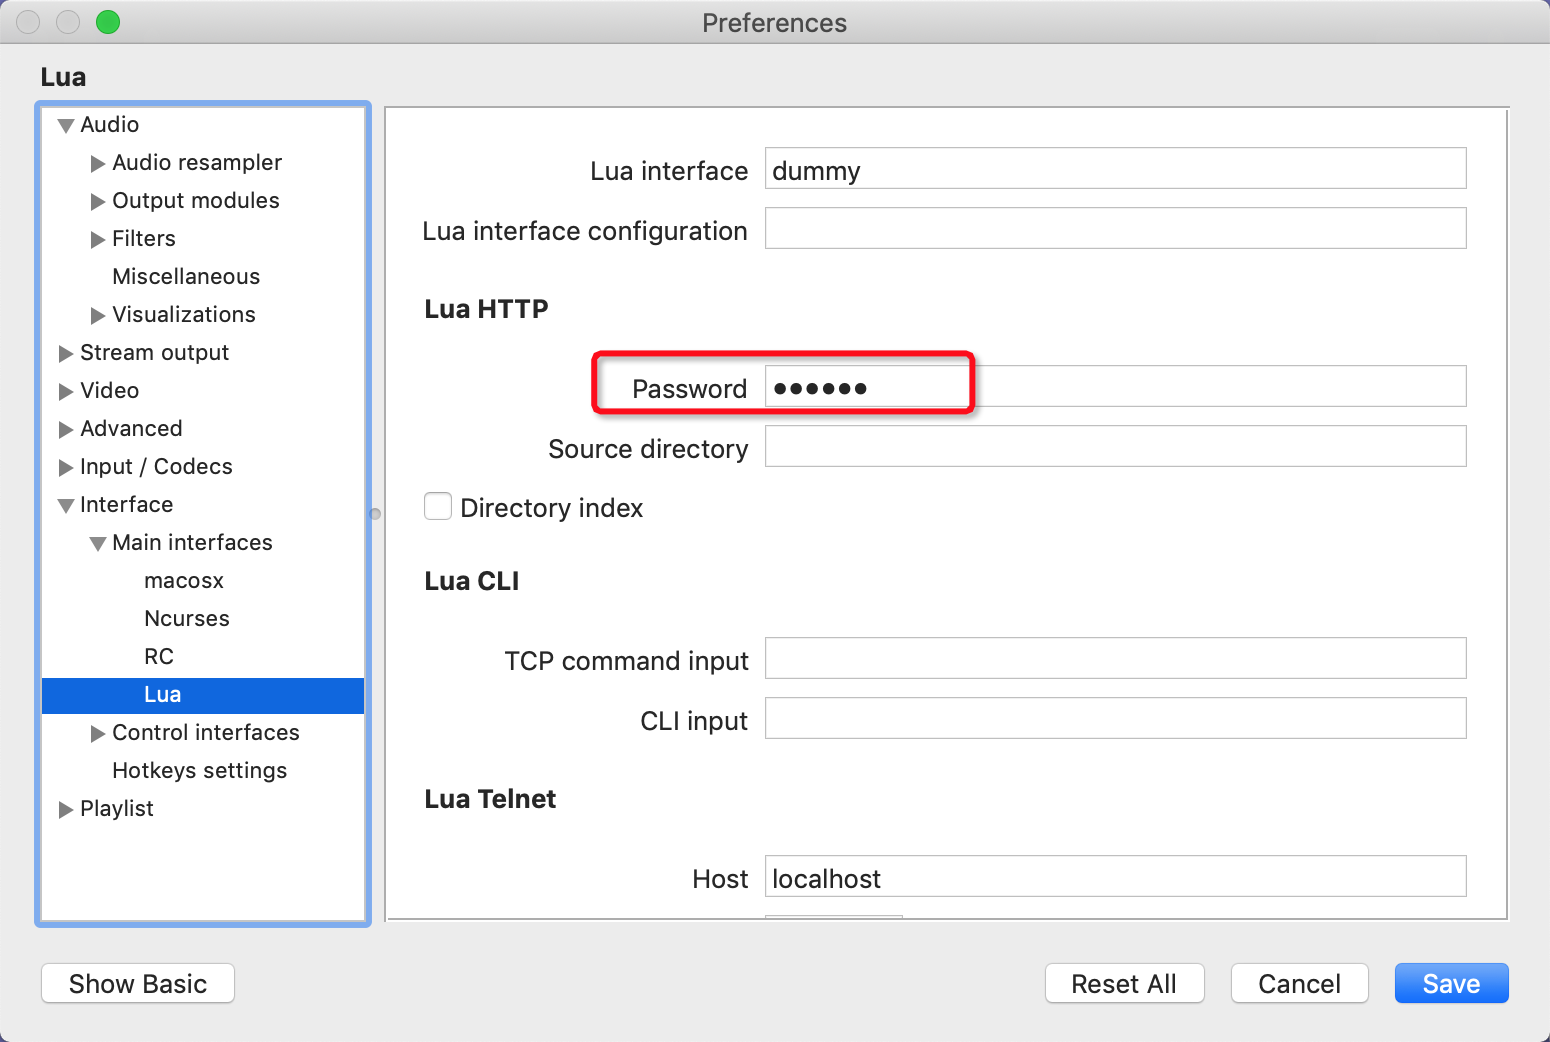 Preferences
Lua
Audio
Audio resampler
Output modules
Filters
Miscellaneous
Visualizations
Stream output
Video
Advanced
Input / Codecs
Interface
Main interfaces
macosx
Ncurses
RC
Lua
Control interfaces
Hotkeys settings
Playlist
Lua interface dummy
Lua interface configuration
Lua HTTP
Password ●●●●●●
Source directory
Directory index
Lua CLI
TCP command input
CLI input
Lua Telnet
Host localhost
Show Basic Reset All Cancel Save